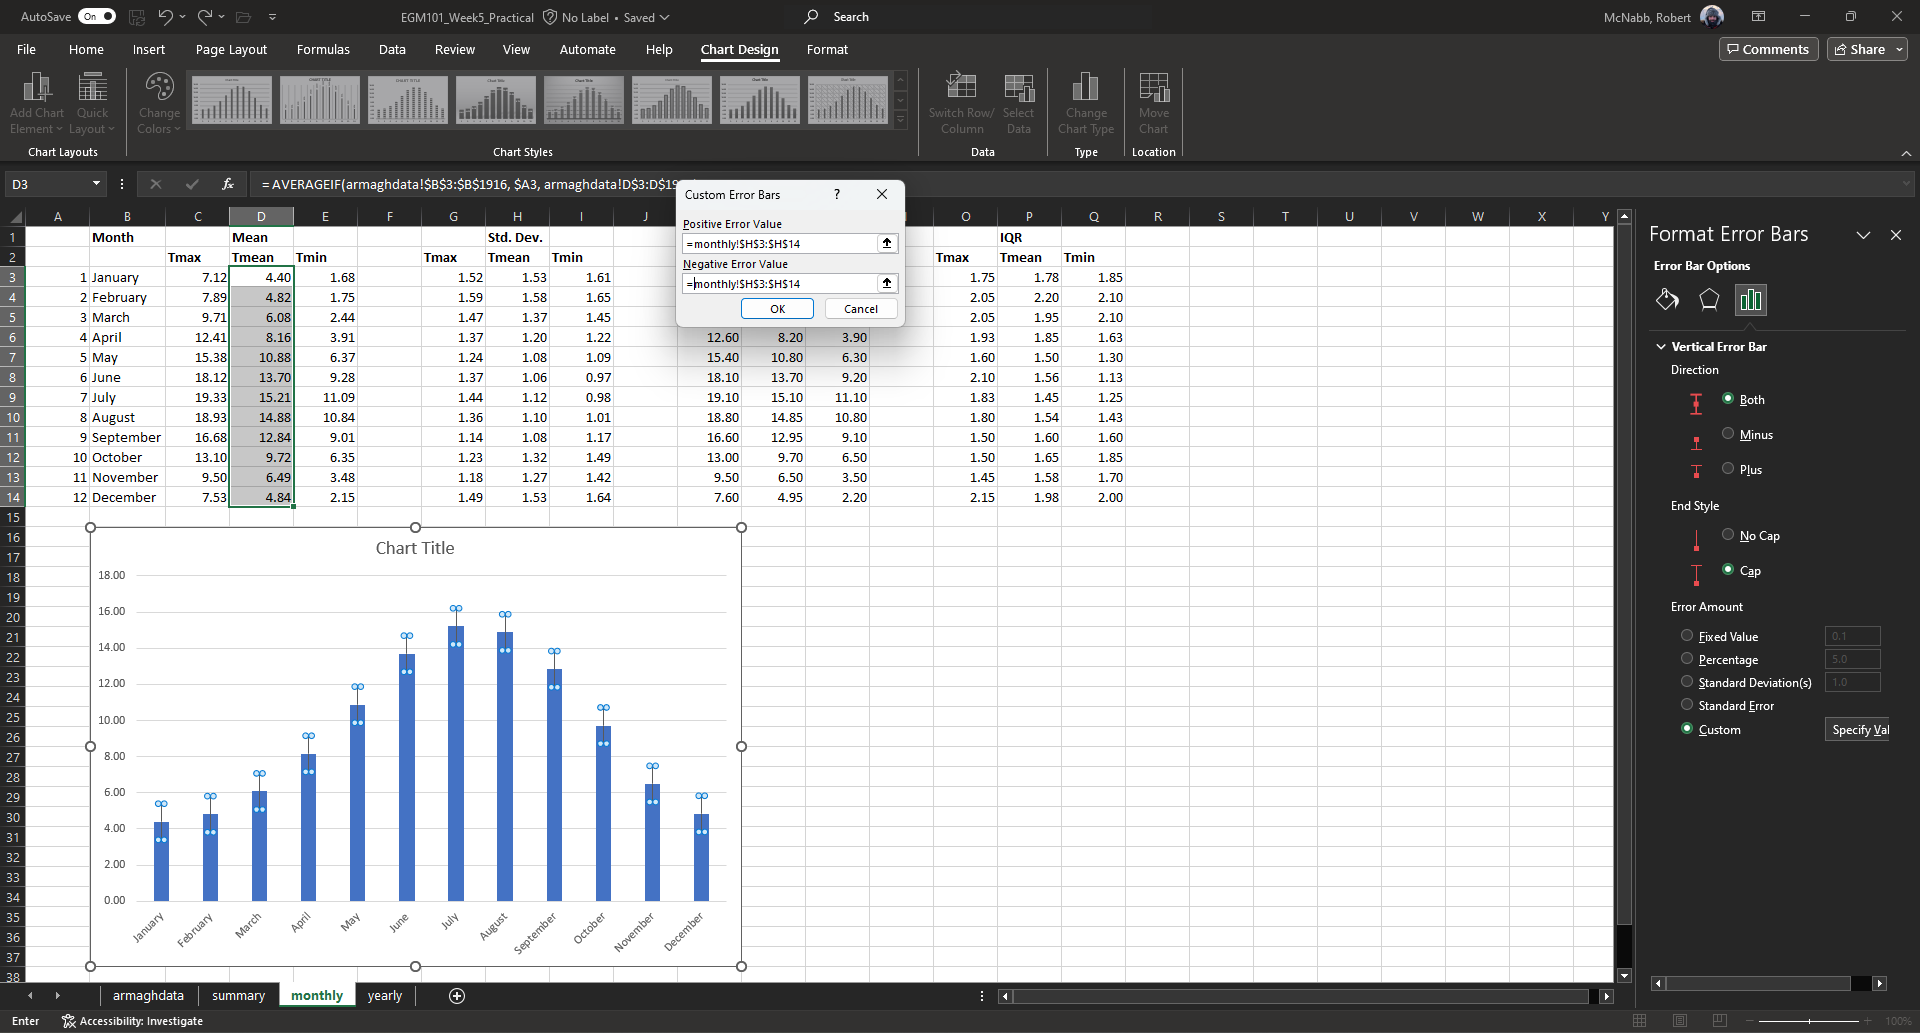 AutoSave On EGM101_Week5_Practical No Label • Saved Search McNabb, Robert
File Home Insert Page Layout Formulas Data Review View Automate Help Chart Design Format Comments Share
Add Chart Element Quick Layout Change Colors Switch Row/ Column Select Data Change Chart Type Move Chart
Chart Layouts Chart Styles Data Type Location
D3 fx =AVERAGEIF(armaghdata!$B$3:$B$1916, $A3, armaghdata!D$3:D$19
Custom Error Bars ?
Positive Error Value
=monthly!$H$3:$H$14
Negative Error Value
=monthly!$H$3:$H$14
OK Cancel
A B C D E F G H I J O P Q R S T U V W X Y
1 Month Mean Std. Dev. IQR
2 Tmax Tmean Tmin Tmax Tmean Tmin Tmax Tmean Tmin
3 1 January 7.12 4.40 1.68 1.52 1.53 1.61 1.75 1.78 1.85
4 2 February 7.89 4.82 1.75 1.59 1.58 1.65 2.05 2.20 2.10
5 3 March 9.71 6.08 2.44 1.47 1.37 1.45 2.05 1.95 2.10
6 4 April 12.41 8.16 3.91 1.37 1.20 1.22 12.60 8.20 3.90 1.93 1.85 1.63
7 5 May 15.38 10.88 6.37 1.24 1.08 1.09 15.40 10.80 6.30 1.60 1.50 1.30
8 6 June 18.12 13.70 9.28 1.37 1.06 0.97 18.10 13.70 9.20 2.10 1.56 1.13
9 7 July 19.33 15.21 11.09 1.44 1.12 0.98 19.10 15.10 11.10 1.83 1.45 1.25
10 8 August 18.93 14.88 10.84 1.36 1.10 1.01 18.80 14.85 10.80 1.80 1.54 1.43
11 9 September 16.68 12.84 9.01 1.14 1.08 1.17 16.60 12.95 9.10 1.50 1.60 1.60
12 10 October 13.10 9.72 6.35 1.23 1.32 1.49 13.00 9.70 6.50 1.50 1.65 1.85
13 11 November 9.50 6.49 3.48 1.18 1.27 1.42 9.50 6.50 3.50 1.45 1.58 1.70
14 12 December 7.53 4.84 2.15 1.49 1.53 1.64 7.60 4.95 2.20 2.15 1.98 2.00
15
16
17
18
19
20
21
22
23
24
25
26
27
28
29
30
31
32
33
34
35
36
37
38
Chart Title
18.00
16.00
14.00
12.00
10.00
8.00
6.00
4.00
2.00
0.00
January February March April May June July August September October November December
Format Error Bars
Error Bar Options
Vertical Error Bar
Direction
Both
Minus
Plus
End Style
No Cap
Cap
Error Amount
Fixed Value 0.1
Percentage 5.0
Standard Deviation(s) 1.0
Standard Error
Custom Specify Val
armaghdata summary monthly yearly
Enter Accessibility: Investigate 100%